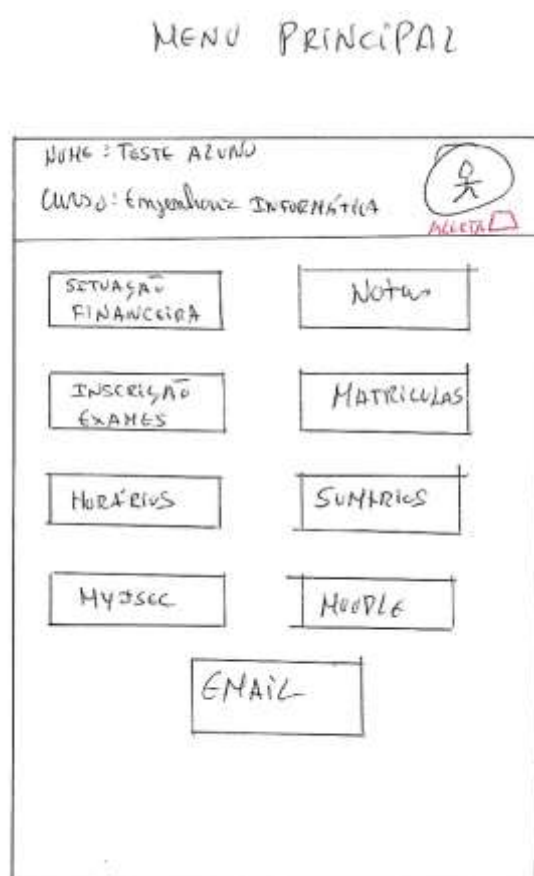 MENU PRINCIPAL
NOME : TESTE ALUNO
CURSO : Engenharia INFORMÁTICA
ALERTA
SITUAÇÃO
FINANCEIRA
Notas
INSCRIÇÃO
EXAMES
MATRICULAS
HORÁRIOS
SUMÁRIOS
MYISEC
MOODLE
EMAIL